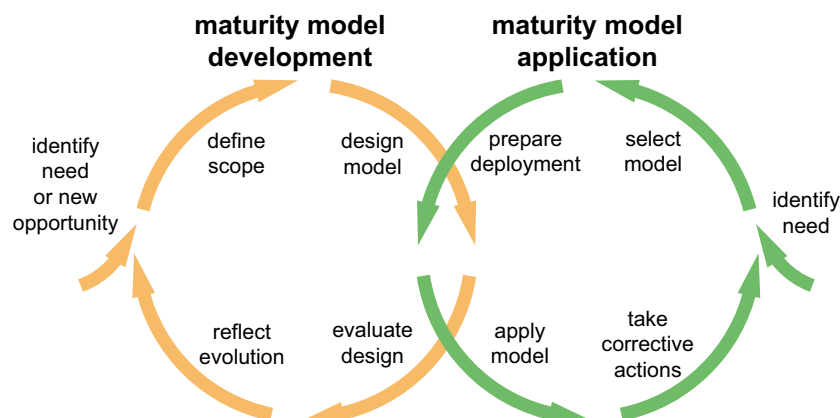 maturity model
development
maturity model
application
identify
need
or new
opportunity
define
scope
design
model
prepare
deployment
select
model
identify
need
reflect
evolution
evaluate
design
apply
model
take
corrective
actions